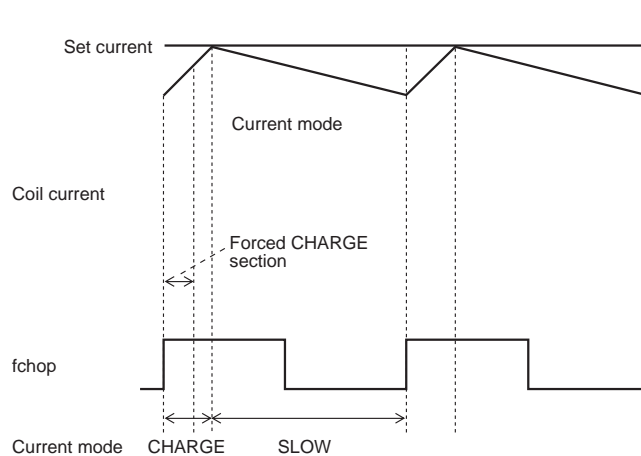 Set current
Current mode
Coil current
Forced CHARGE
section
fchop
Current mode CHARGE SLOW